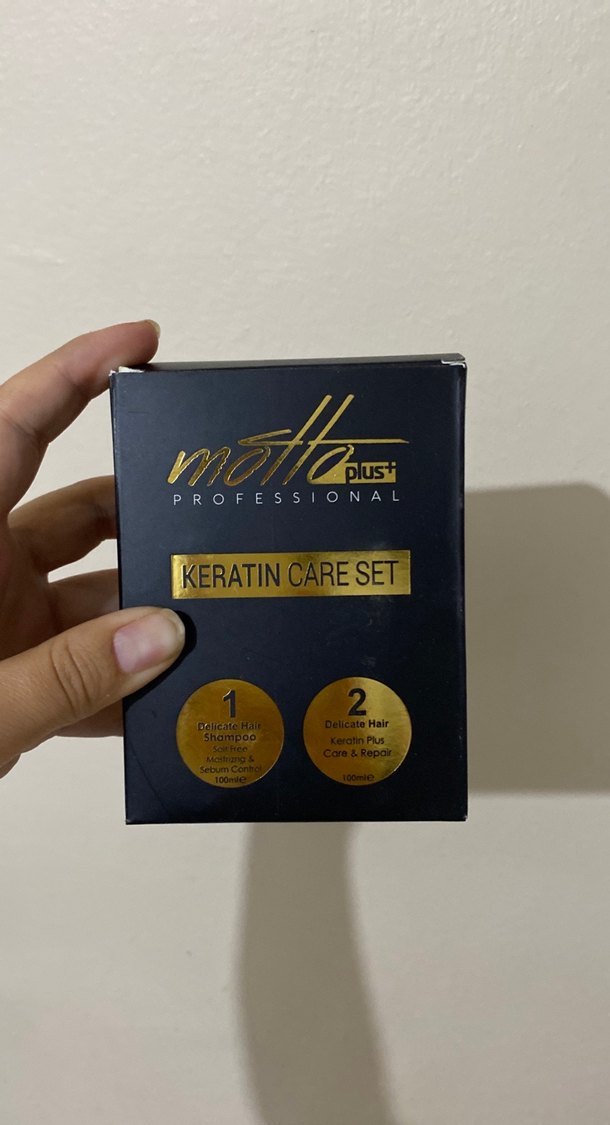 motto plus+
PROFESSIONAL
KERATIN CARE SET
1
Delicate Hair
Shampoo
Salt Free
Mostrizng &
Sebum Control
100ml℮
2
Delicate Hair
Keratin Plus
Care & Repair
100ml℮